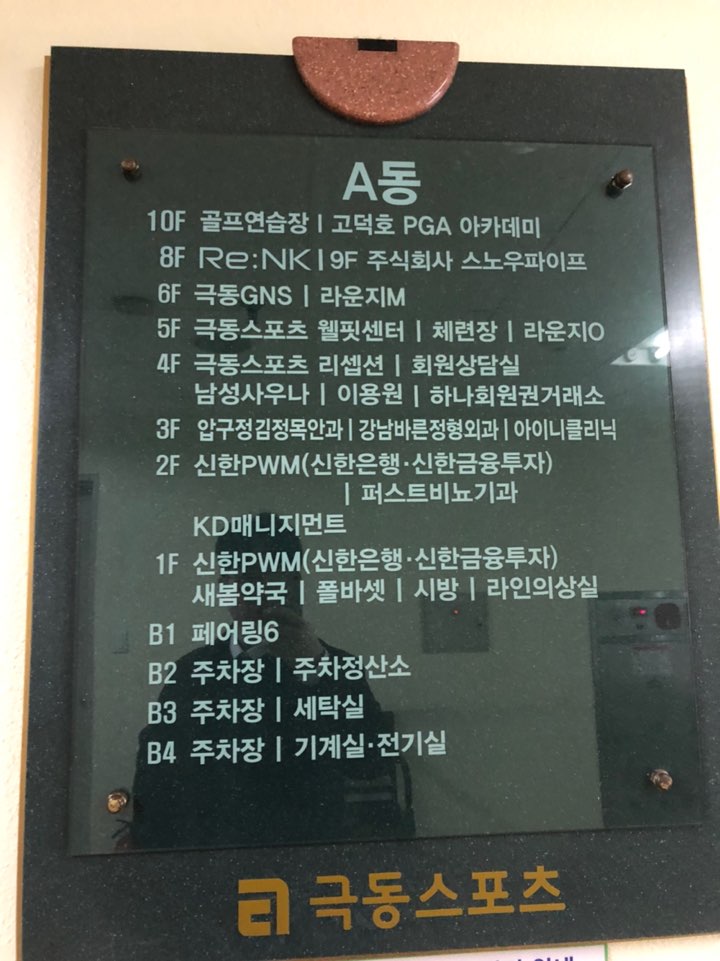 A동
10F 골프연습장 | 고덕호 PGA 아카데미
8F Re:NK | 9F 주식회사 스노우파이프
6F 극동GNS | 라운지M
5F 극동스포츠 웰핏센터 | 체련장 | 라운지O
4F 극동스포츠 리셉션 | 회원상담실
남성사우나 | 이용원 | 하나회원권거래소
3F 압구정김정목안과 | 강남바른정형외과 | 아이니클리닉
2F 신한PWM(신한은행·신한금융투자)
| 퍼스트비뇨기과
KD매니지먼트
1F 신한PWM(신한은행·신한금융투자)
새봄약국 | 폴바셋 | 시방 | 라인의상실
B1 페어링6
B2 주차장 | 주차정산소
B3 주차장 | 세탁실
B4 주차장 | 기계실·전기실
극동스포츠